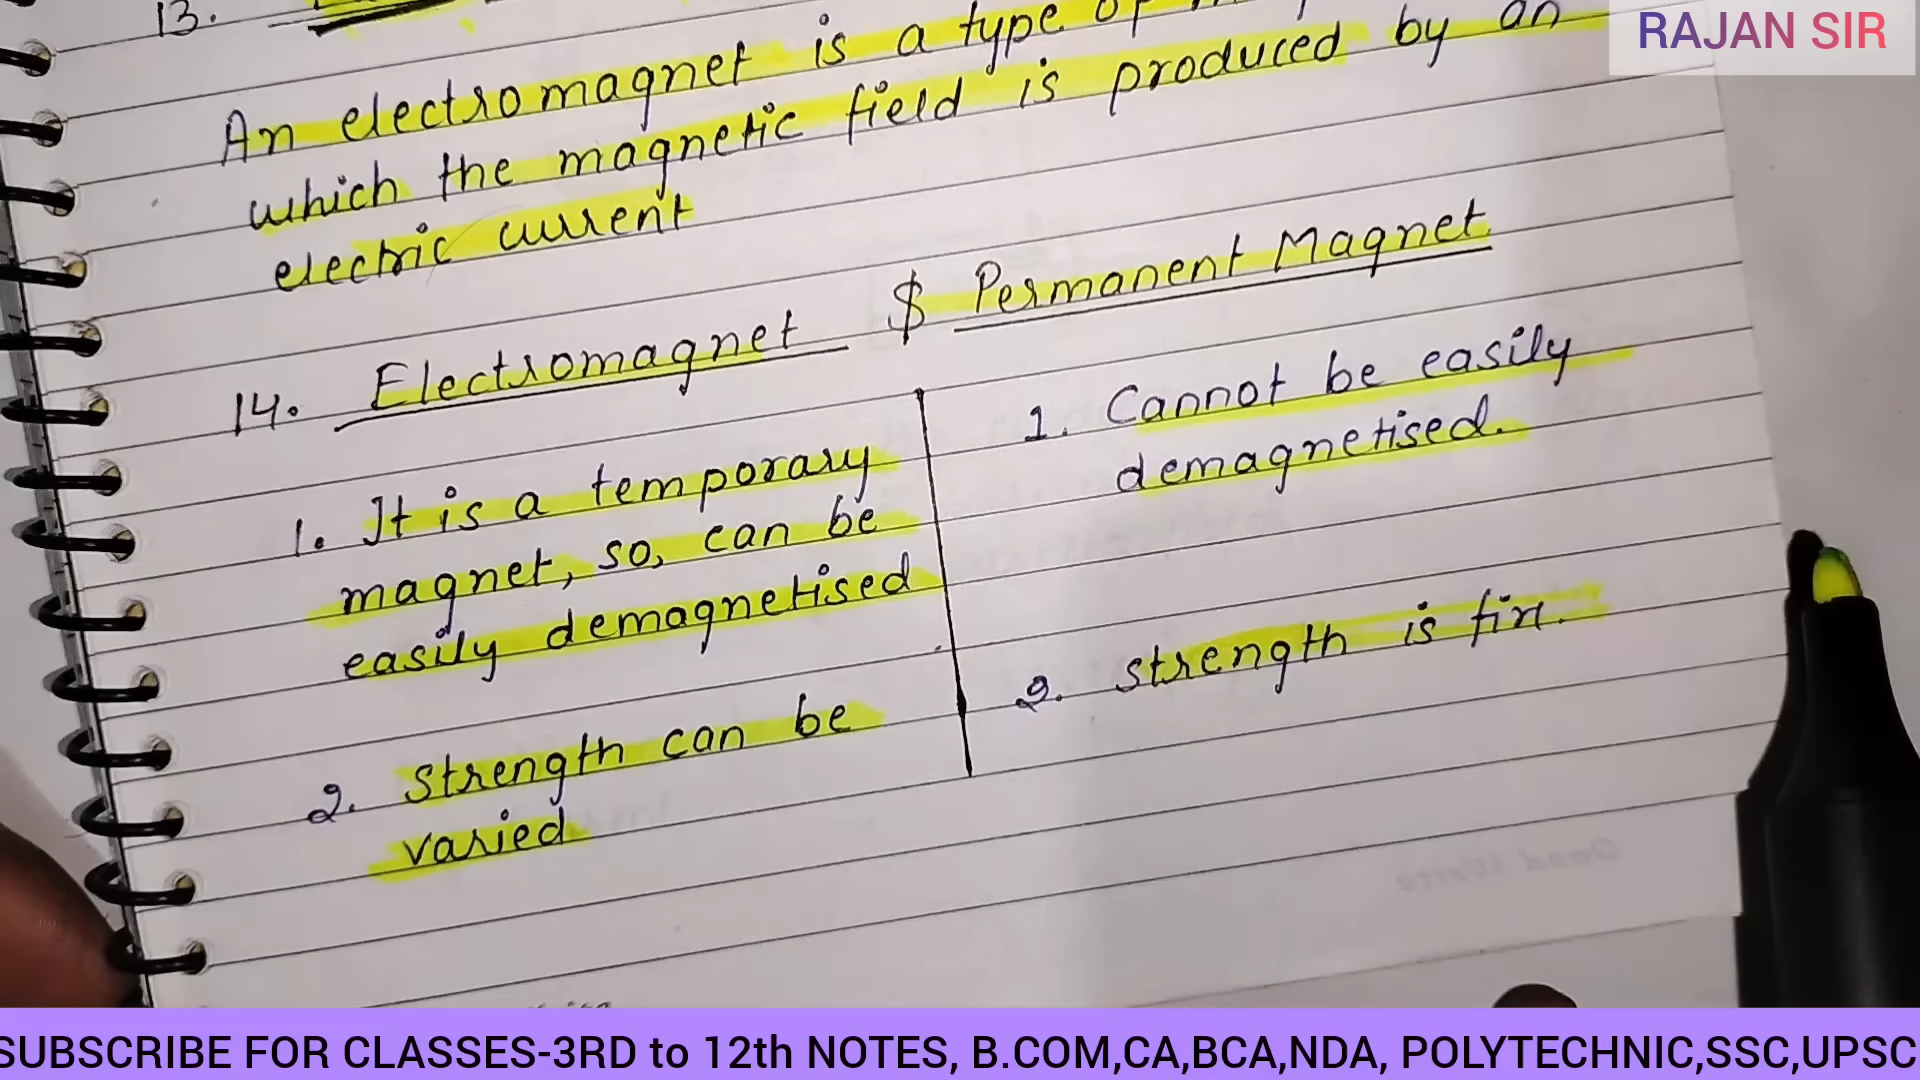 13.
RAJAN SIR
An electromagnet is a type of
which the magnetic field is produced by an
electric current
14. Electromagnet $ Permanent Magnet
1. It is a temporary
magnet, so, can be
easily demagnetised
2. Strength can be
varied
1. Cannot be easily
demagnetised.
2. strength is fix.
SUBSCRIBE FOR CLASSES-3RD to 12th NOTES, B.COM,CA,BCA,NDA, POLYTECHNIC,SSC,UPSC